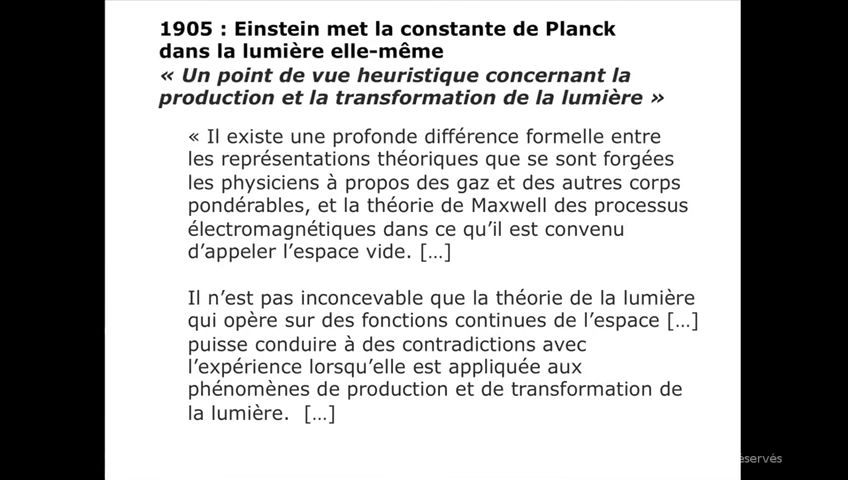 1905 : Einstein met la constante de Planck
dans la lumière elle-même
« Un point de vue heuristique concernant la
production et la transformation de la lumière »
« Il existe une profonde différence formelle entre
les représentations théoriques que se sont forgées
les physiciens à propos des gaz et des autres corps
pondérables, et la théorie de Maxwell des processus
électromagnétiques dans ce qu’il est convenu
d’appeler l’espace vide. […]
Il n’est pas inconcevable que la théorie de la lumière
qui opère sur des fonctions continues de l’espace […]
puisse conduire à des contradictions avec
l’expérience lorsqu’elle est appliquée aux
phénomènes de production et de transformation de
la lumière.  […]